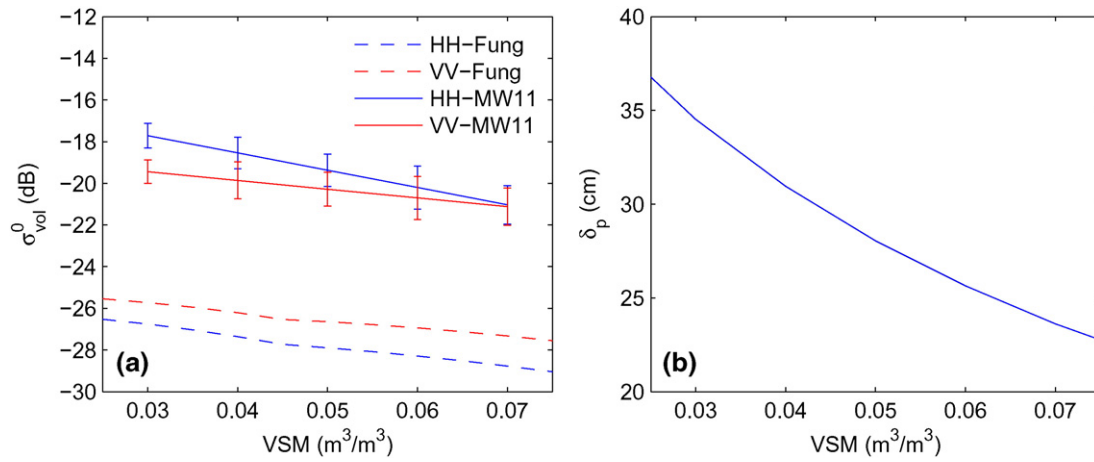 −12
−14
−16
−18
−20
−22
−24
−26
−28
−30
σ⁰vol (dB)
HH−Fung
VV−Fung
HH−MW11
VV−MW11
(a)
0.03 0.04 0.05 0.06 0.07
VSM (m³/m³)
40
35
30
25
20
δp (cm)
(b)
0.03 0.04 0.05 0.06 0.07
VSM (m³/m³)